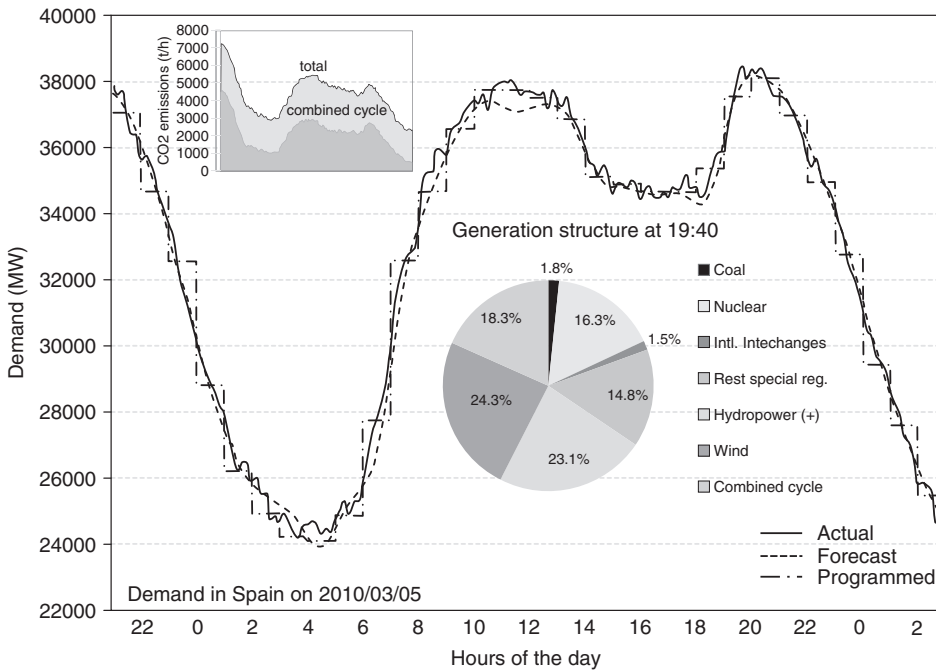 40000
38000
36000
34000
32000
30000
28000
26000
24000
22000
Demand (MW)
8000
7000
6000
5000
4000
3000
2000
1000
0
CO2 emissions (t/h)
total
combined cycle
Generation structure at 19:40
1.8%
16.3%
1.5%
14.8%
23.1%
24.3%
18.3%
Coal
Nuclear
Intl. Intechanges
Rest special reg.
Hydropower (+)
Wind
Combined cycle
Actual
Forecast
Programmed
Demand in Spain on 2010/03/05
22 0 2 4 6 8 10 12 14 16 18 20 22 0 2
Hours of the day